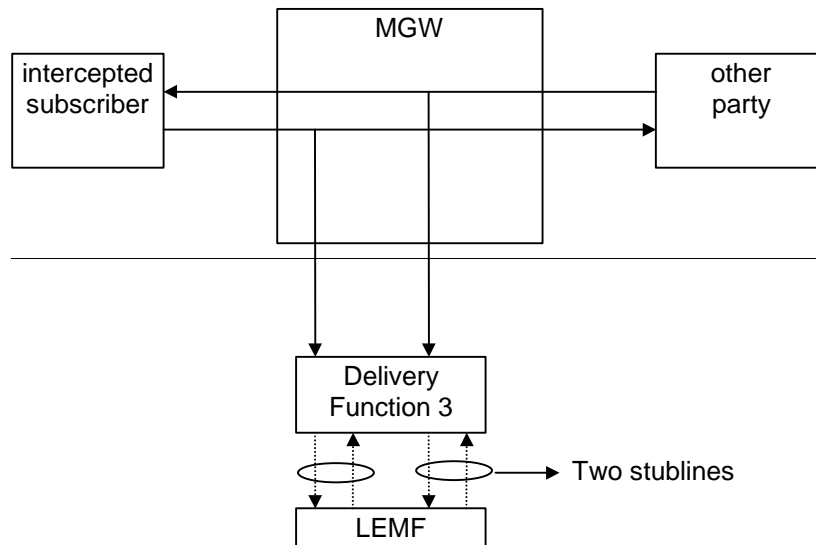 MGW
intercepted
subscriber
other
party
Delivery
Function 3
Two stublines
LEMF